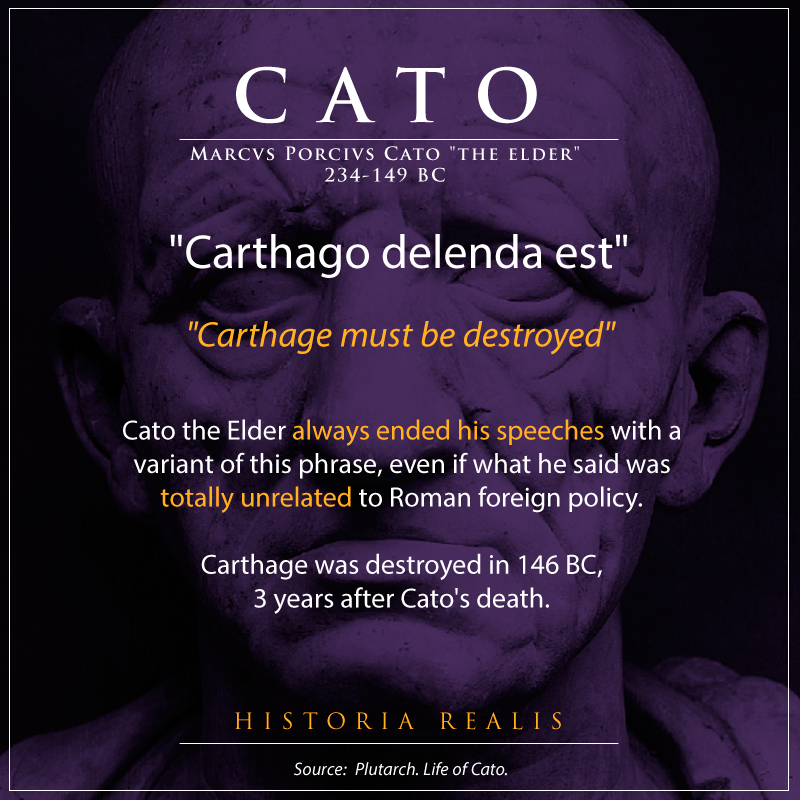 CATO
MARCVS PORCIVS CATO "THE ELDER"
234-149 BC
"Carthago delenda est"
"Carthage must be destroyed"
Cato the Elder always ended his speeches with a
variant of this phrase, even if what he said was
totally unrelated to Roman foreign policy.
Carthage was destroyed in 146 BC,
3 years after Cato's death.
HISTORIA REALIS
Source: Plutarch. Life of Cato.